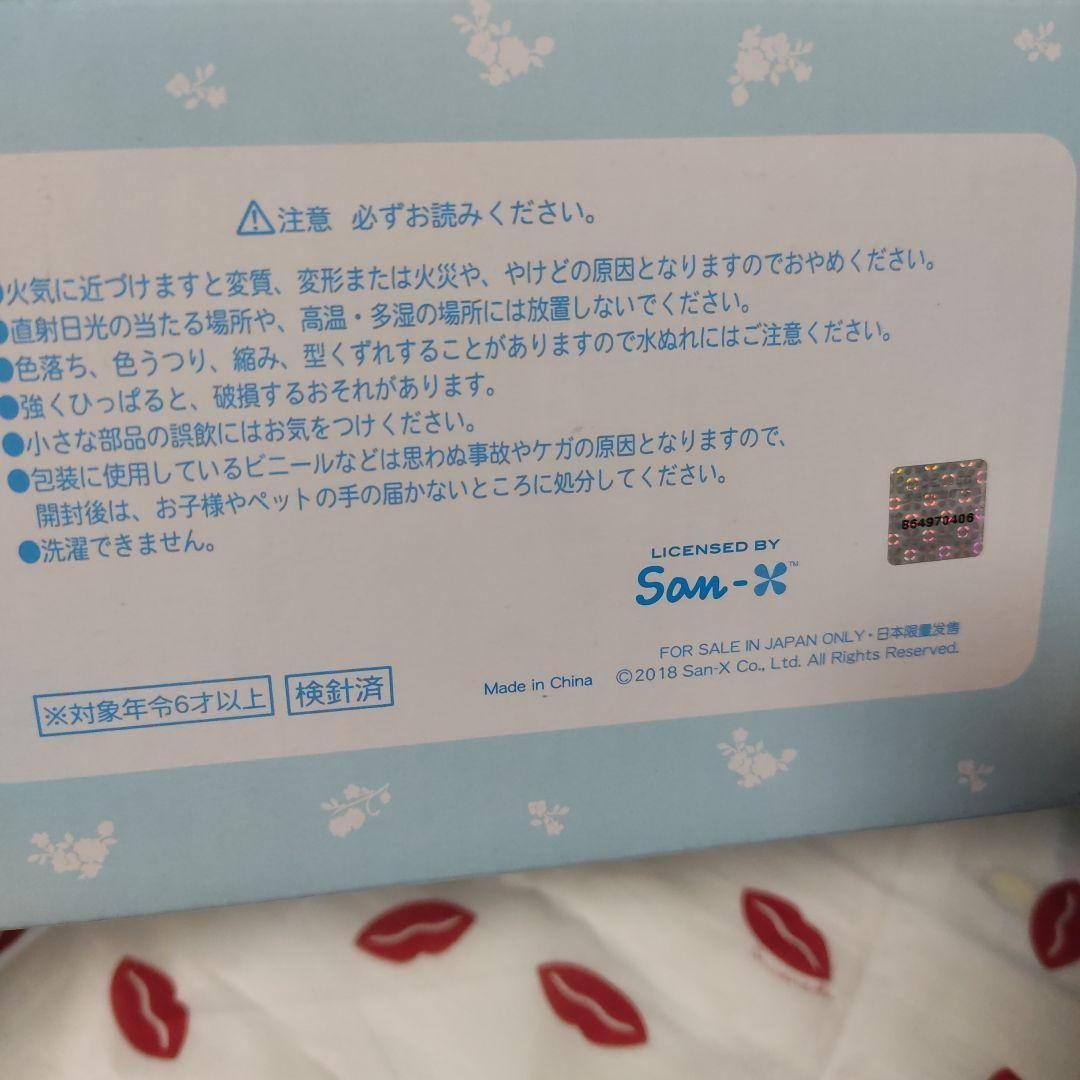 ⚠注意 必ずお読みください。
●火気に近づけますと変質、変形または火災や、やけどの原因となりますのでおやめください。
●直射日光の当たる場所や、高温・多湿の場所には放置しないでください。
●色落ち、色うつり、縮み、型くずれすることがありますので水ぬれにはご注意ください。
●強くひっぱると、破損するおそれがあります。
●小さな部品の誤飲にはお気をつけください。
●包装に使用しているビニールなどは思わぬ事故やケガの原因となりますので、
開封後は、お子様やペットの手の届かないところに処分してください。
●洗濯できません。
864970406
LICENSED BY
San-X™
FOR SALE IN JAPAN ONLY・日本限量发售
※対象年令6才以上 検針済 Made in China ©2018 San-X Co., Ltd. All Rights Reserved.